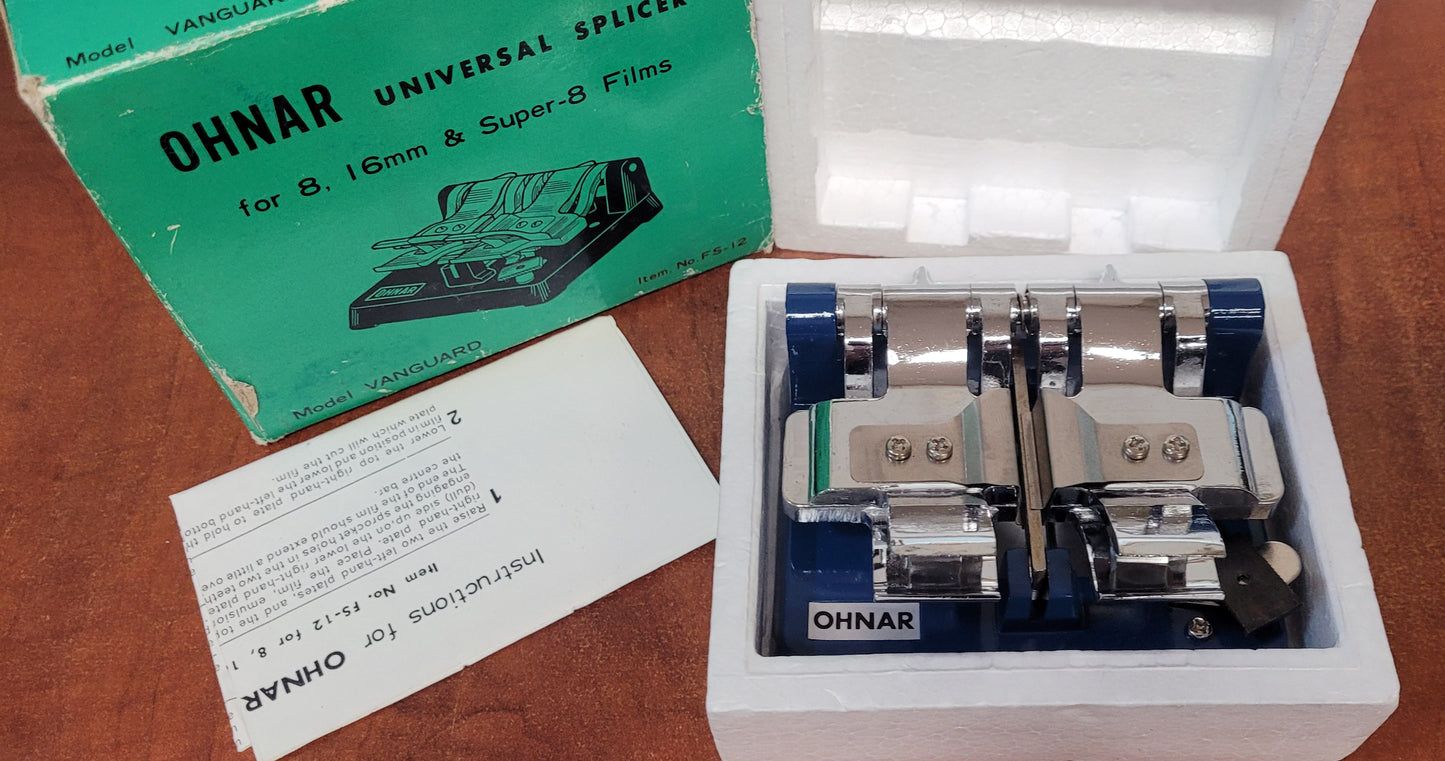 Model VANGUARD
OHNAR UNIVERSAL SPLICER
for 8, 16mm & Super-8 Films
OHNAR
Item No. FS-12
Model VANGUARD
Instructions for OHNAR
Item No. FS-12 for 8, 1
1 Raise the two left-hand plates, and the top
right-hand plate. Place the film, emulsion
(dull) side up, on the lower right-hand plate
engaging the sprocket holes in the two teeth
The end of the film should extend a little ove
the centre bar.
2 Lower the top right-hand plate to hold th
film in position and lower the left-hand botto
plate which will cut the film.
OHNAR